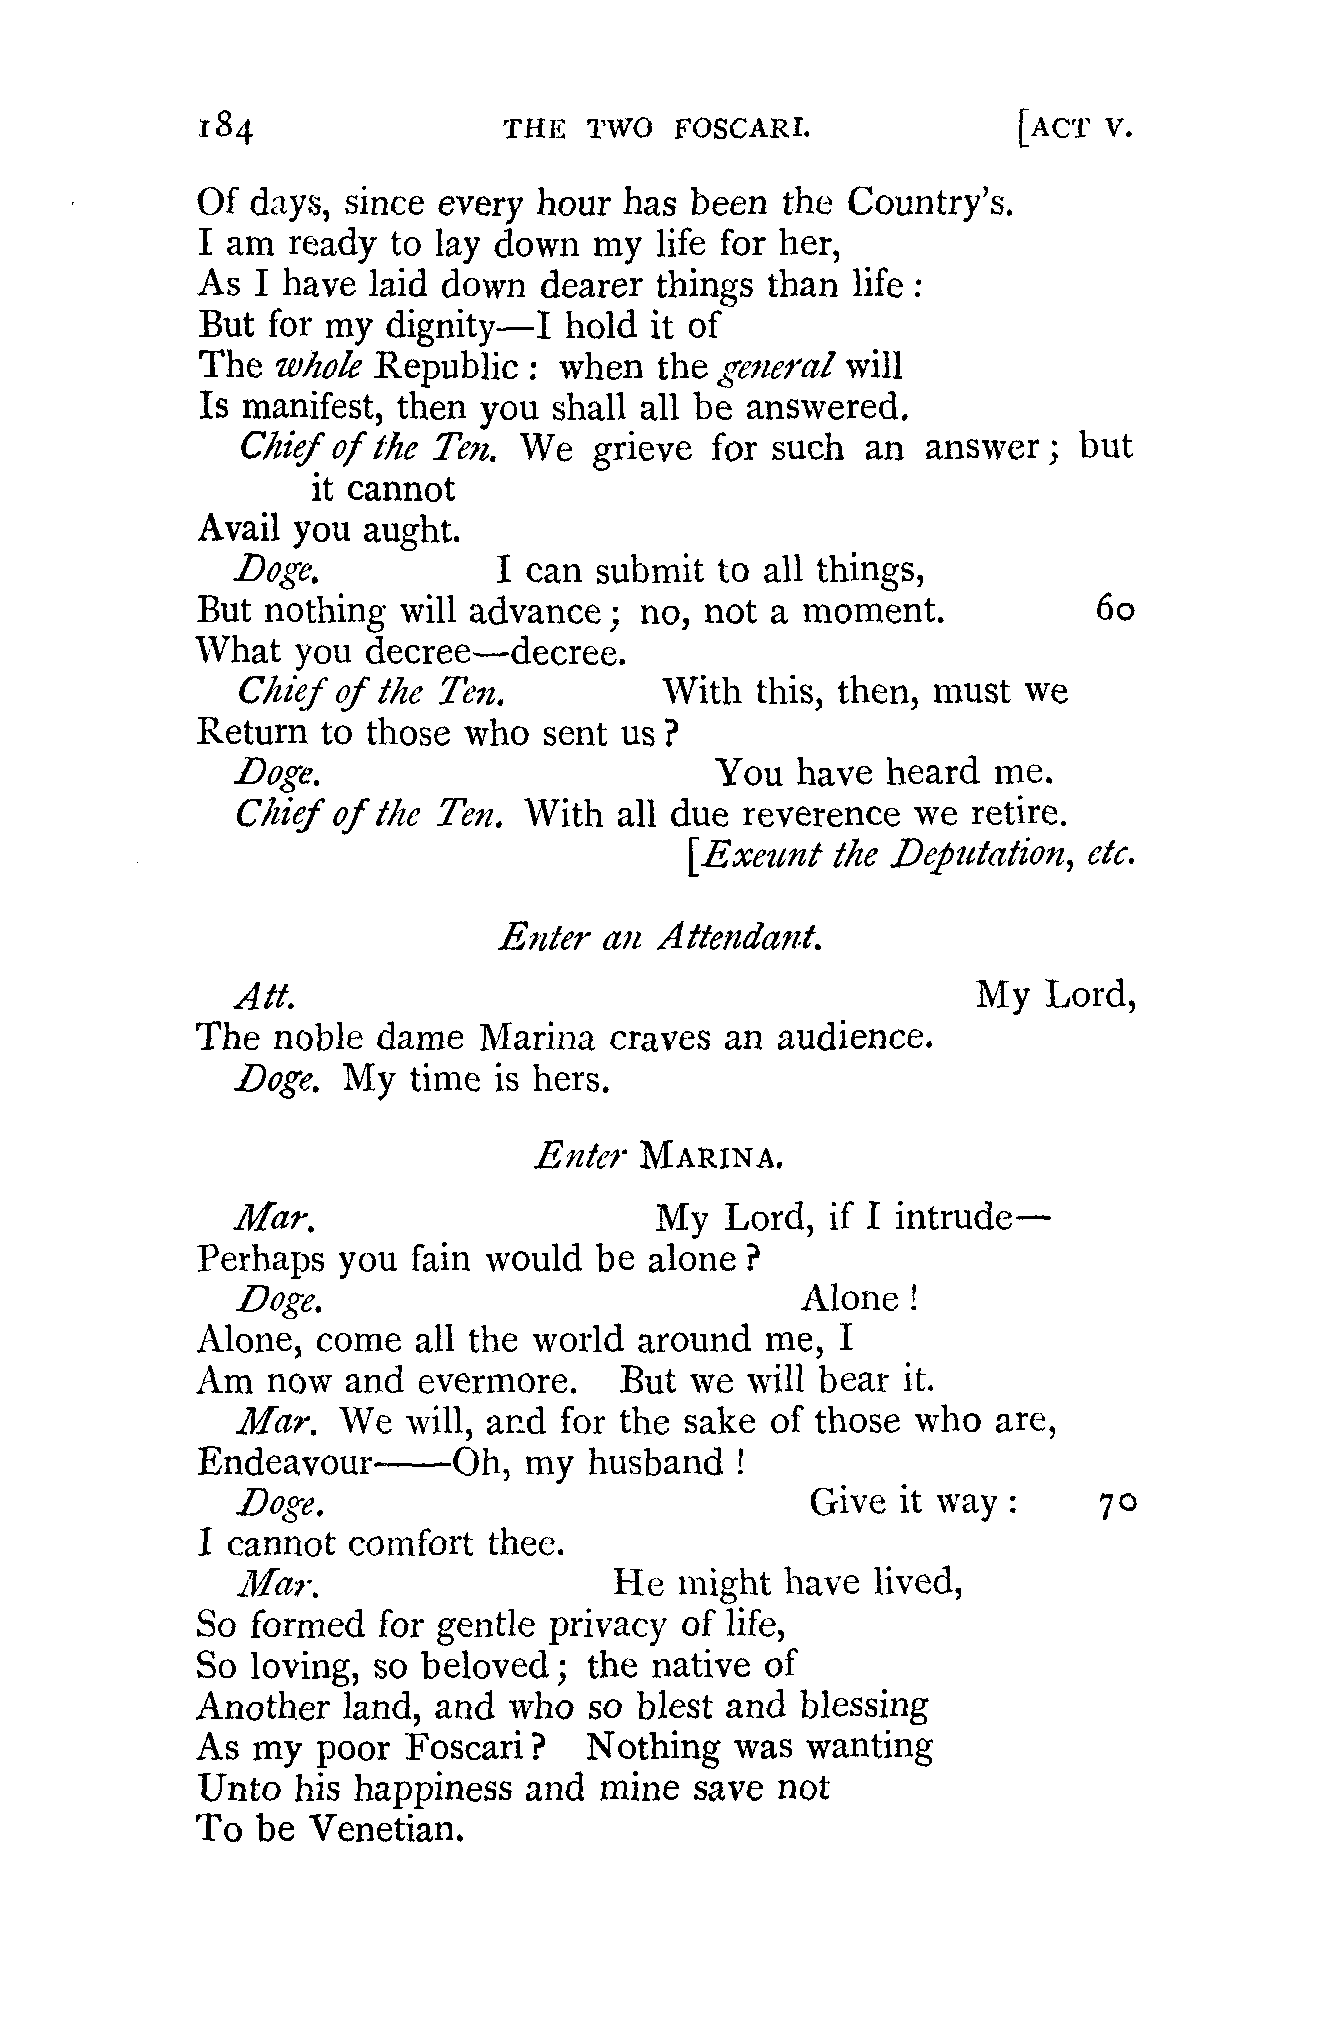 184 THE TWO FOSCARI. [ACT V.
Of days, since every hour has been the Country's.
I am ready to lay down my life for her,
As I have laid down dearer things than life :
But for my dignity—I hold it of
The whole Republic : when the general will
Is manifest, then you shall all be answered.
Chief of the Ten. We grieve for such an answer ; but
it cannot
Avail you aught.
Doge. I can submit to all things,
But nothing will advance ; no, not a moment. 60
What you decree—decree.
Chief of the Ten. With this, then, must we
Return to those who sent us ?
Doge. You have heard me.
Chief of the Ten. With all due reverence we retire.
[Exeunt the Deputation, etc.
Enter an Attendant.
Att. My Lord,
The noble dame Marina craves an audience.
Doge. My time is hers.
Enter MARINA.
Mar. My Lord, if I intrude—
Perhaps you fain would be alone ?
Doge. Alone !
Alone, come all the world around me, I
Am now and evermore. But we will bear it.
Mar. We will, and for the sake of those who are,
Endeavour——Oh, my husband !
Doge. Give it way : 70
I cannot comfort thee.
Mar. He might have lived,
So formed for gentle privacy of life,
So loving, so beloved ; the native of
Another land, and who so blest and blessing
As my poor Foscari ? Nothing was wanting
Unto his happiness and mine save not
To be Venetian.